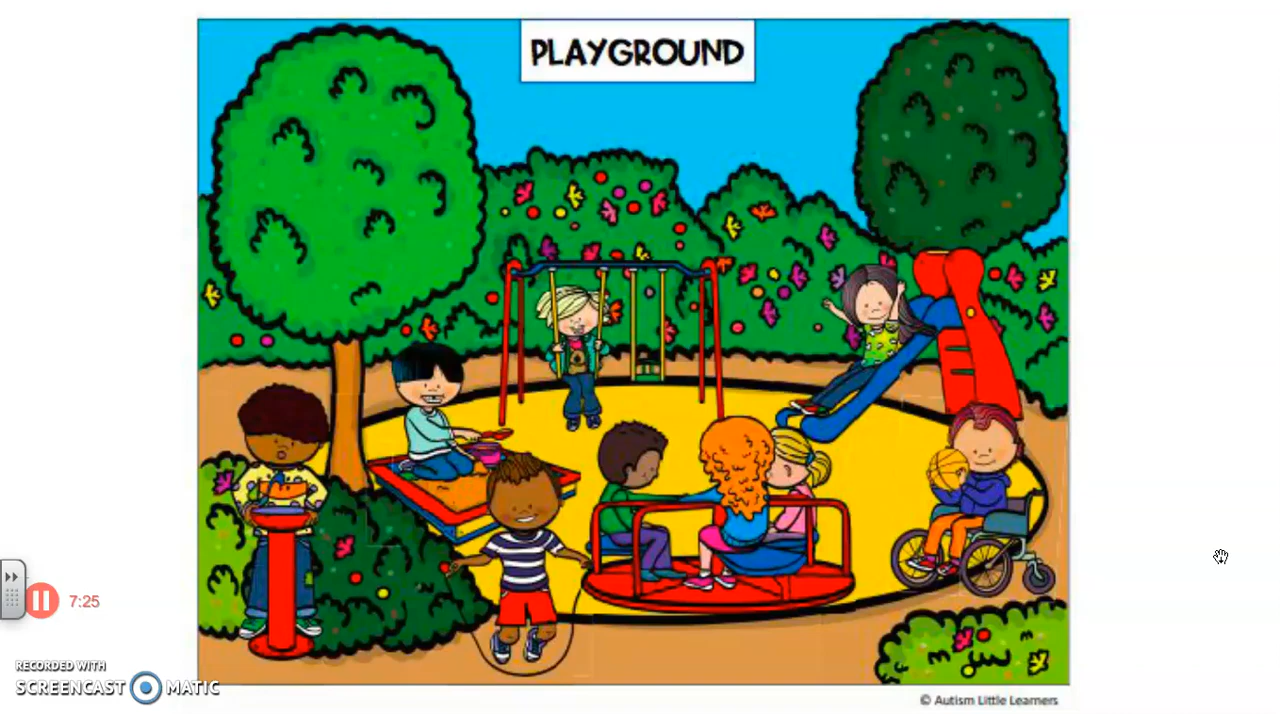 PLAYGROUND
7:25
RECORDED WITH
SCREENCAST MATIC
© Autism Little Learners